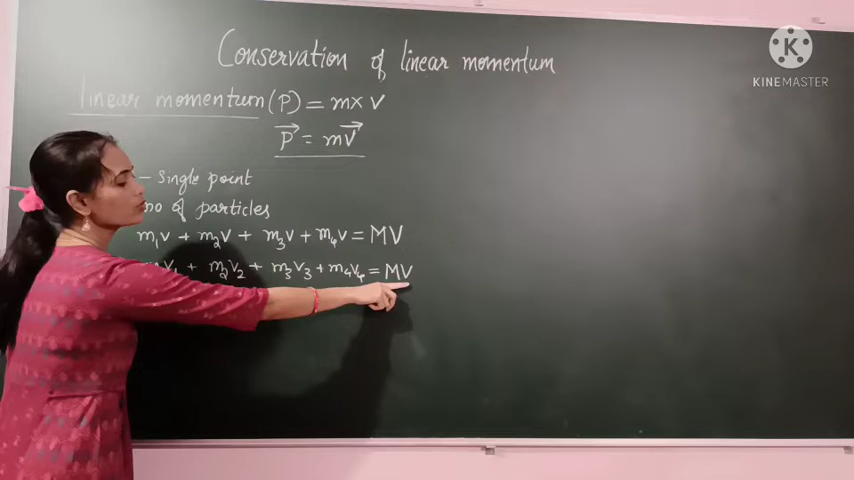 Conservation of linear momentum
linear momentum (P) = m x v
P⃗ = mv⃗
- Single point
no of particles
m₁v + m₂v + m₃v + m₄v = MV
v₁ + m₂v₂ + m₃v₃ + m₄v₄ = MV
K
KINEMASTER